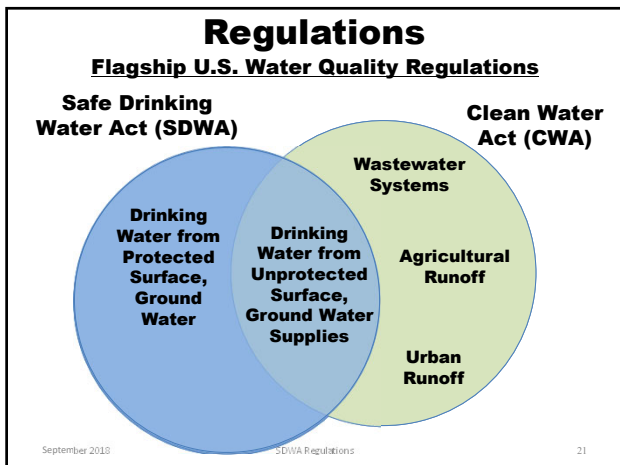 Regulations
Flagship U.S. Water Quality Regulations
Safe Drinking
Water Act (SDWA)
Clean Water
Act (CWA)
Drinking
Water from
Protected
Surface,
Ground
Water
Drinking
Water from
Unprotected
Surface,
Ground Water
Supplies
Wastewater
Systems
Agricultural
Runoff
Urban
Runoff
September 2018
SDWA Regulations
21